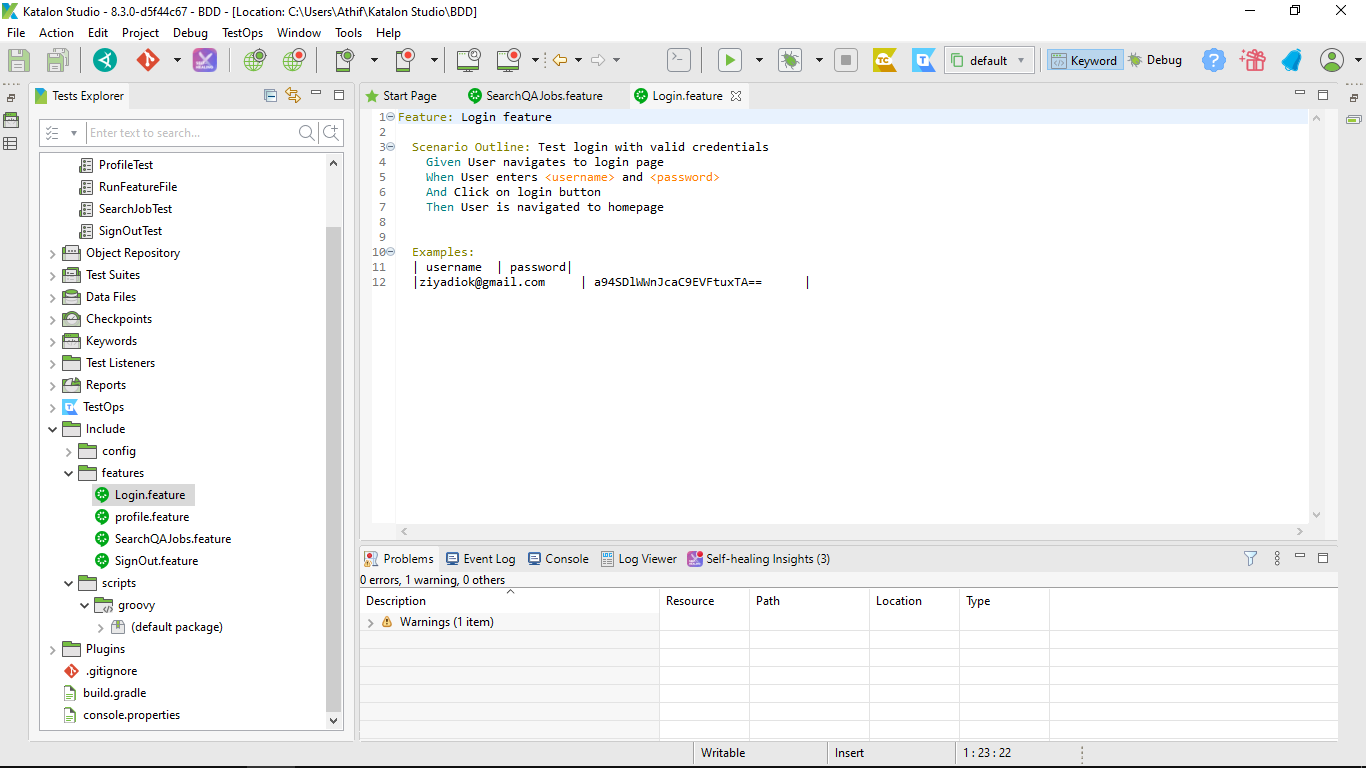 Katalon Studio - 8.3.0-d5f44c67 - BDD - [Location: C:\Users\Athif\Katalon Studio\BDD]
File Action Edit Project Debug TestOps Window Tools Help
TC T default Keyword Debug
Tests Explorer
Enter text to search...
ProfileTest
RunFeatureFile
SearchJobTest
SignOutTest
Object Repository
Test Suites
Data Files
Checkpoints
Keywords
Test Listeners
Reports
TestOps
Include
config
features
Login.feature
profile.feature
SearchQAJobs.feature
SignOut.feature
scripts
groovy
(default package)
Plugins
.gitignore
build.gradle
console.properties
Start Page SearchQAJobs.feature Login.feature
1 Feature: Login feature
2
3 Scenario Outline: Test login with valid credentials
4 Given User navigates to login page
5 When User enters <username> and <password>
6 And Click on login button
7 Then User is navigated to homepage
8
9
10 Examples:
11 | username | password|
12 |ziyadiok@gmail.com | a94SDlWWnJcaC9EVFtuxTA== |
Problems Event Log Console Log Viewer Self-healing Insights (3)
0 errors, 1 warning, 0 others
Description Resource Path Location Type
Warnings (1 item)
Writable Insert 1 : 23 : 22